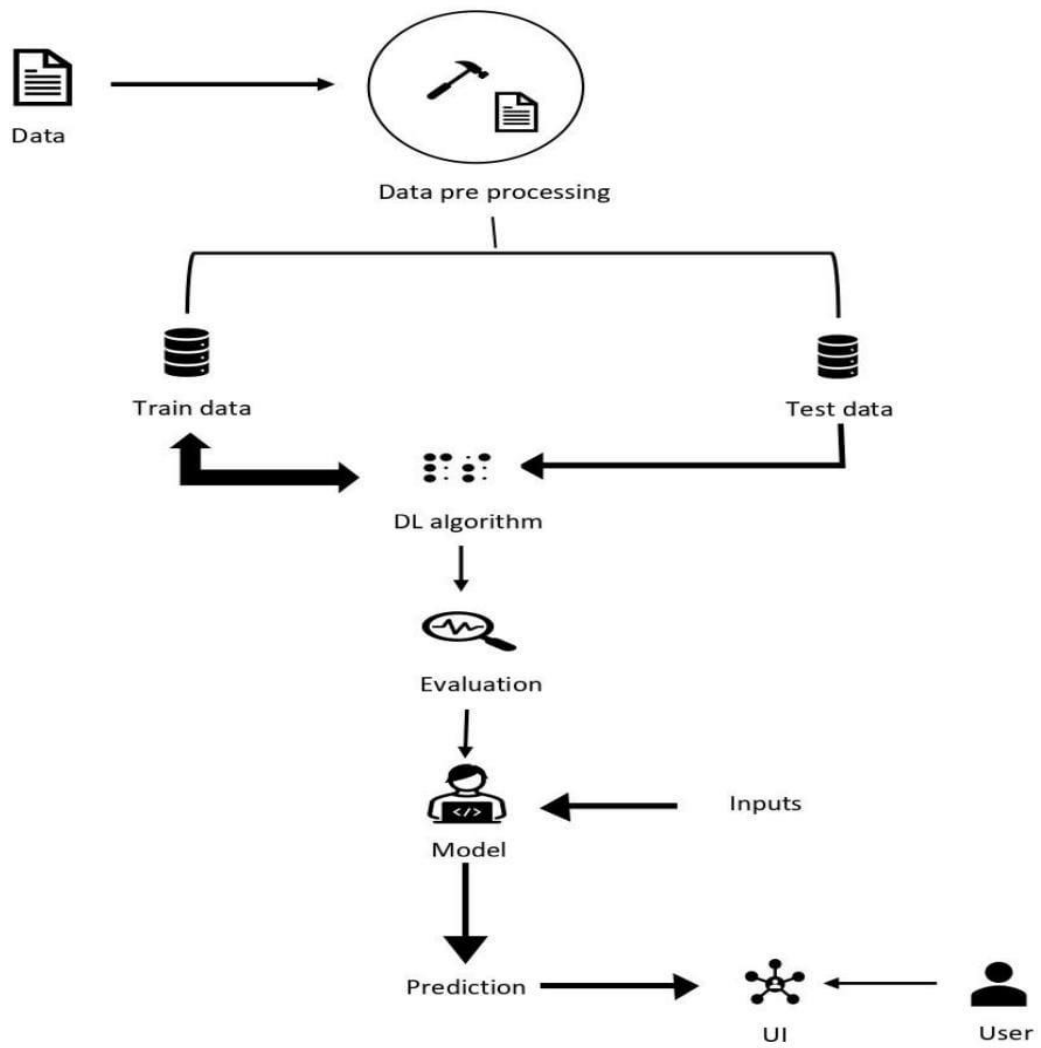 Data
Data pre processing
Train data
Test data
DL algorithm
Evaluation
</>
Model
Inputs
Prediction
UI
User